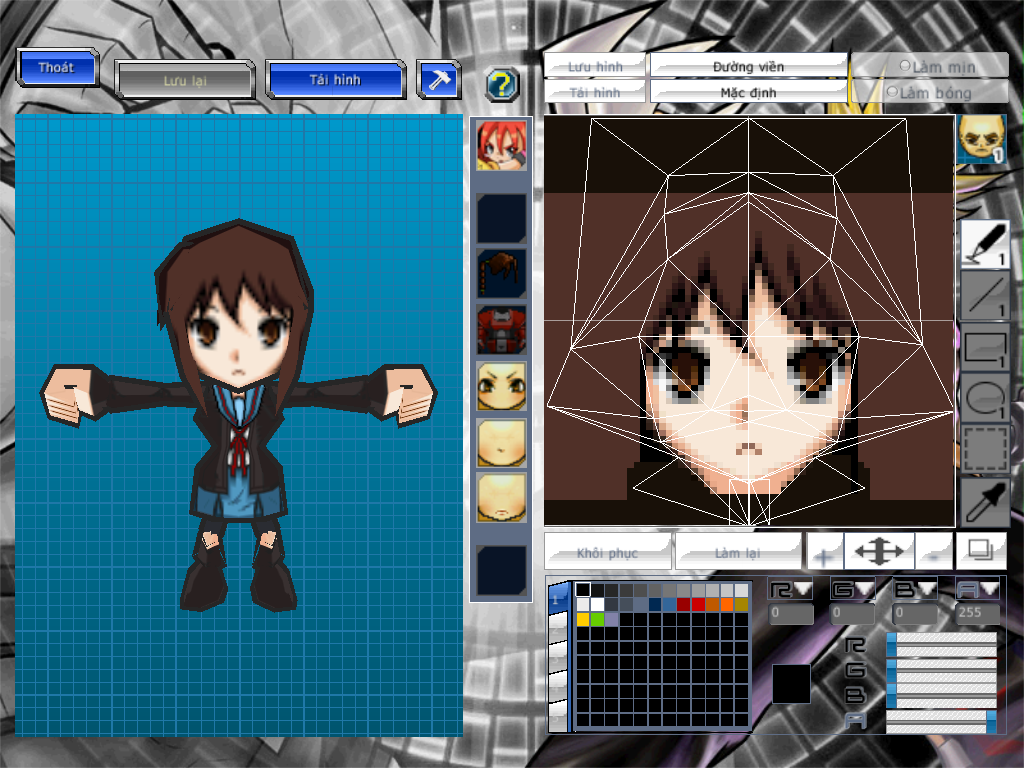 Thoát
Lưu lại
Tải hình
?
Lưu hình
Đường viền
Làm mịn
Tải hình
Mặc định
Làm bóng
1
1
1
1
1
Khôi phục
Làm lại
+
-
1
R G B A
0 0 0 255
R
G
B
A